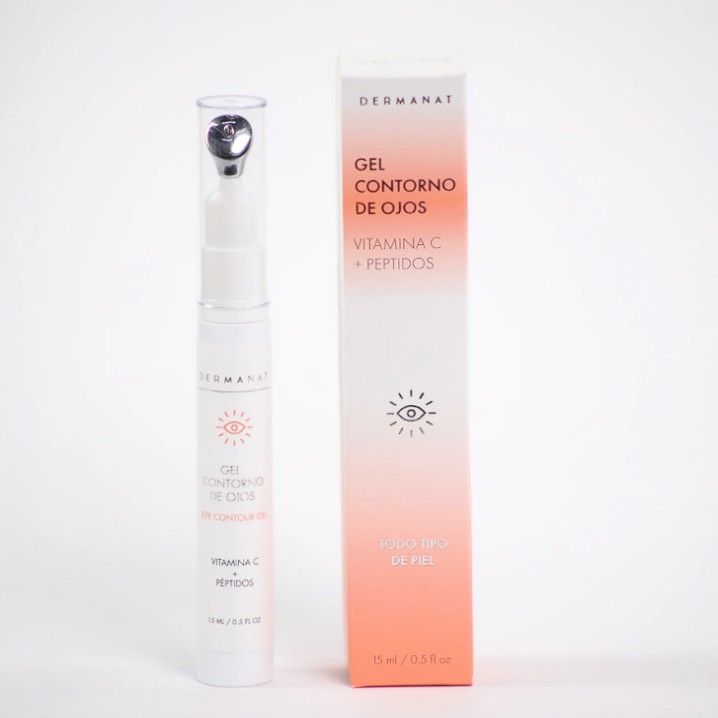 DERMANAT
GEL
CONTORNO
DE OJOS
EYE CONTOUR GEL
VITAMINA C
+
PÉPTIDOS
15 ML / 0.5 FL OZ
DERMANAT
GEL
CONTORNO
DE OJOS
VITAMINA C
+ PEPTIDOS
TODO TIPO
DE PIEL
15 ml / 0.5 fl oz